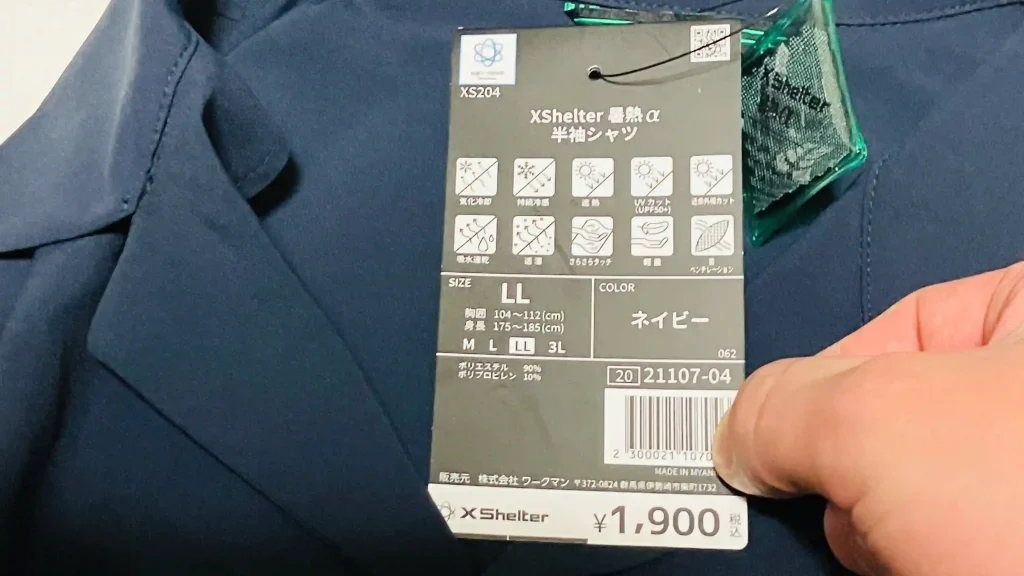 XS204
XShelter 暑熱α
半袖シャツ
気化冷却 持続冷感 遮熱 UVカット (UPF50+) 近赤外線カット
吸水速乾 透湿 さらさらタッチ 軽量 ベンチレーション
SIZE
LL
胸囲 104〜112(cm)
身長 175〜185(cm)
M L LL 3L
COLOR
ネイビー
062
ポリエステル 90%
ポリプロピレン 10%
20 21107-04
2 300021 1070
MADE IN MYAN
販売元 株式会社 ワークマン 〒372-0824 群馬県伊勢崎市柴町1732
XShelter ¥1,900 税込
XShelter